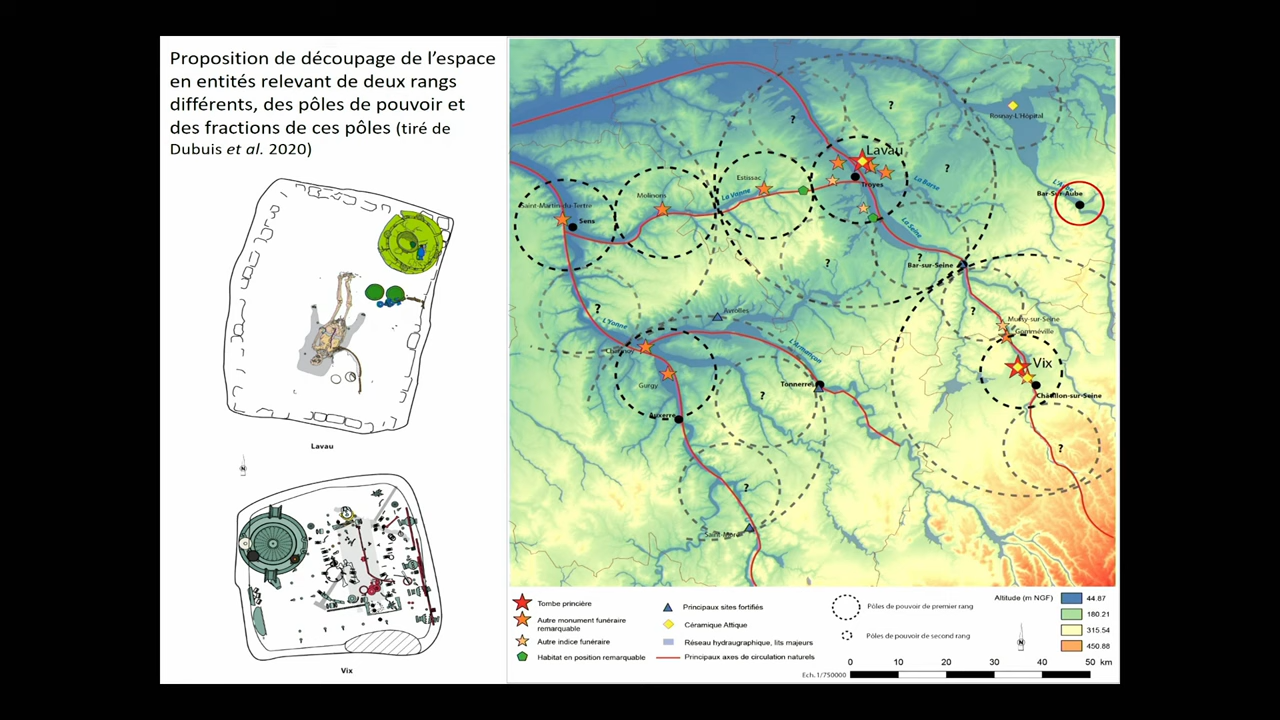 Proposition de découpage de l'espace
en entités relevant de deux rangs
différents, des pôles de pouvoir et
des fractions de ces pôles (tiré de
Dubuis et al. 2020)
Lavau
N
Vix
?
?
Rosnay-L'Hôpital
Lavau
Estissac
?
La Barse
L'Aube
Bar-Sur-Aube
Troyes
Molinons
La Vanne
Saint-Martin-du-Tertre
Sens
La Seine
?
?
Bar-sur-Seine
?
L'Yonne
Avrolles
?
Mussy-sur-Seine
Gomméville
Charmoy
L'Armançon
Vix
Gurgy
Tonnerre
?
Châtillon-sur-Seine
Auxerre
?
?
Saint-Moré
Tombe princière
Autre monument funéraire
remarquable
Autre indice funéraire
Habitat en position remarquable
Principaux sites fortifiés
Céramique Attique
Réseau hydraugraphique, lits majeurs
Principaux axes de circulation naturels
Pôles de pouvoir de premier rang
Pôles de pouvoir de second rang
N
Altitude (m NGF)
44.87
180.21
315.54
450.88
Ech. 1/750000
0 10 20 30 40 50 km